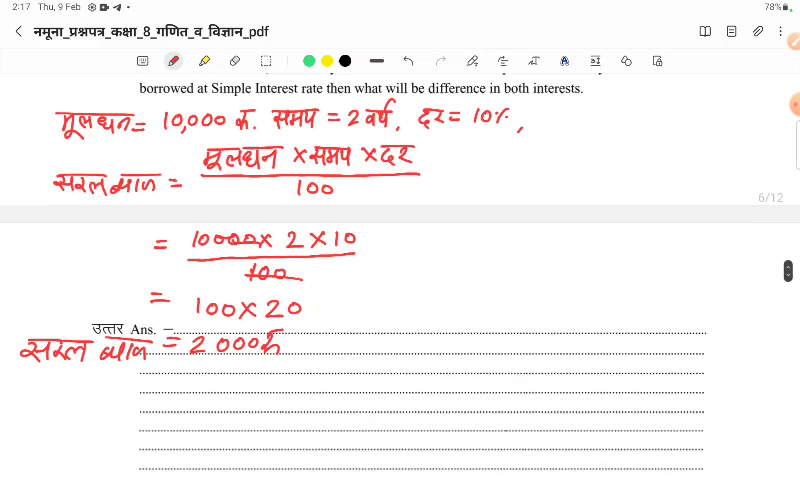 2:17 Thu, 9 Feb 78%
नमूना_प्रश्नपत्र_कक्षा_8_गणित_व_विज्ञान_pdf
borrowed at Simple Interest rate then what will be difference in both interests.
मूलधन = 10,000 रु. समय = 2 वर्ष, दर = 10%,
सरल ब्याज = मूलधन × समय × दर
100
6/12
= 10000 × 2 × 10
100
= 100 × 20
उत्तर Ans. –
सरल ब्याज = 2000रु